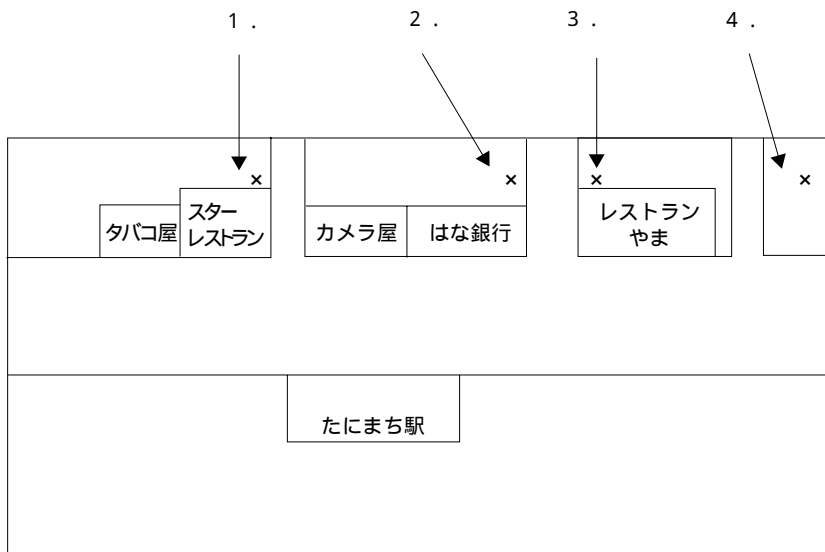 1 .
2 .
3 .
4 .
×
×
×
×
タバコ屋
スター
レストラン
カメラ屋
はな銀行
レストラン
やま
たにまち駅